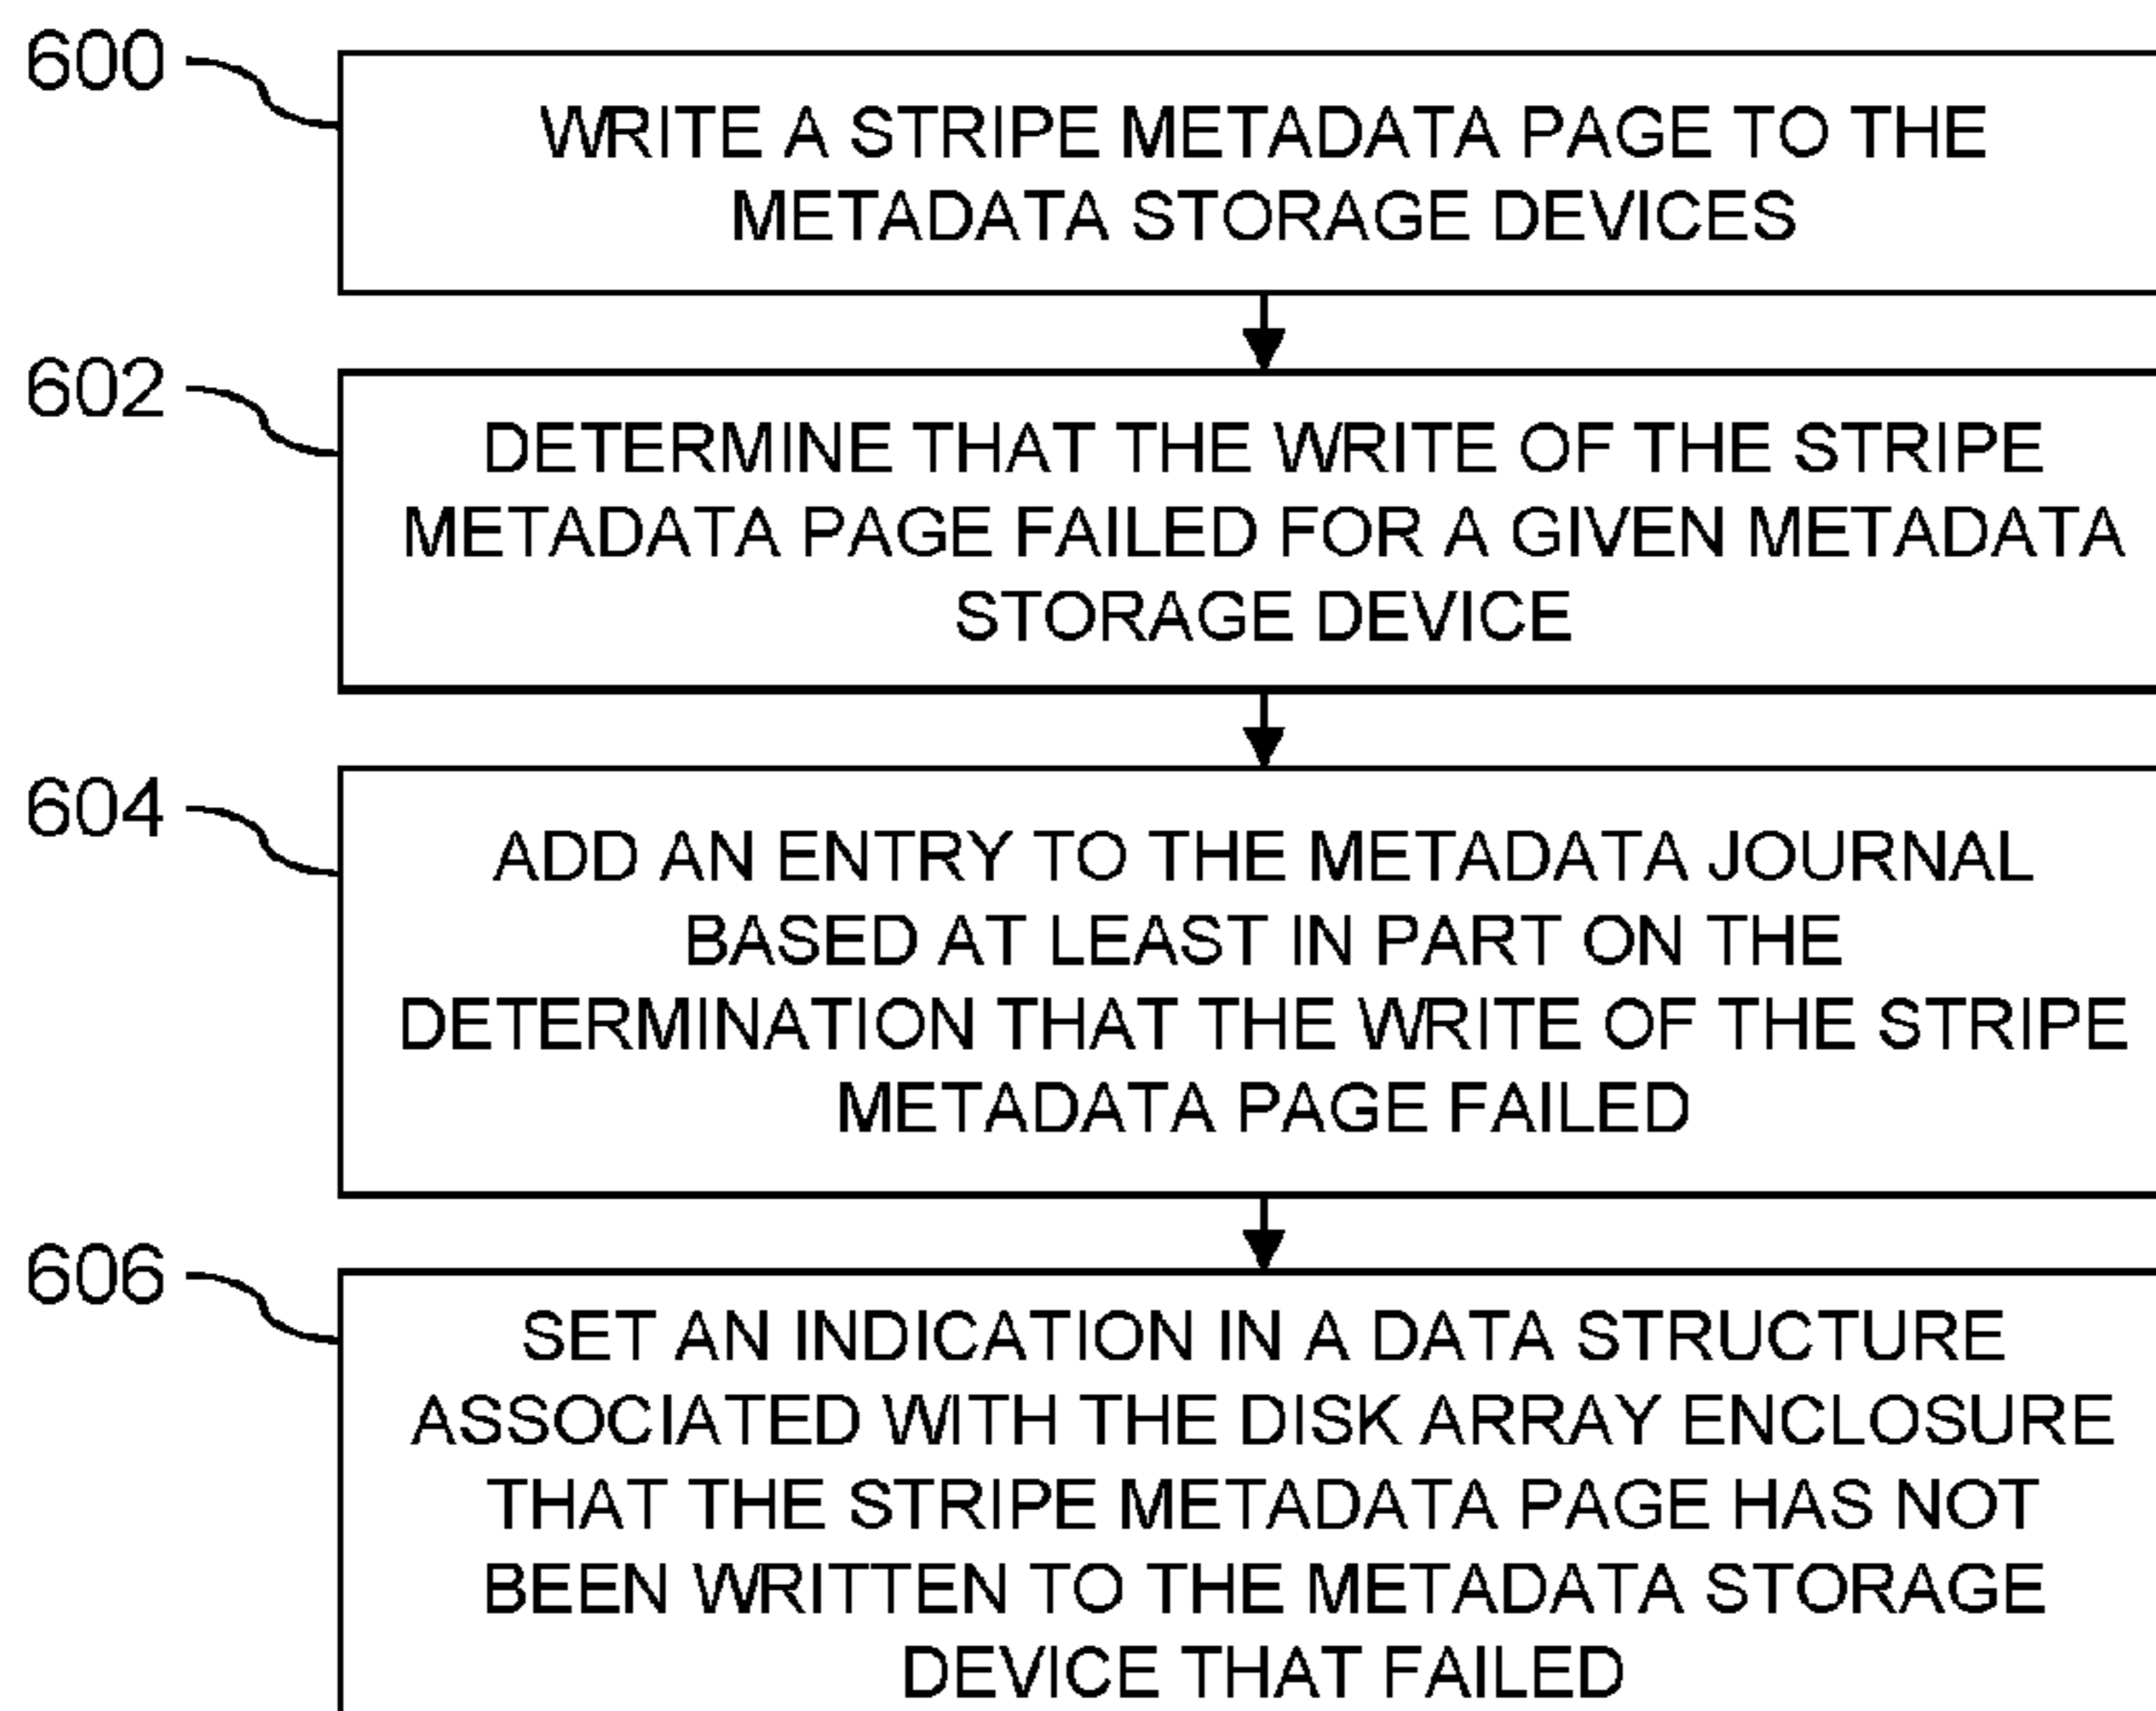 600
WRITE A STRIPE METADATA PAGE TO THE
METADATA STORAGE DEVICES
602
DETERMINE THAT THE WRITE OF THE STRIPE
METADATA PAGE FAILED FOR A GIVEN METADATA
STORAGE DEVICE
604
ADD AN ENTRY TO THE METADATA JOURNAL
BASED AT LEAST IN PART ON THE
DETERMINATION THAT THE WRITE OF THE STRIPE
METADATA PAGE FAILED
606
SET AN INDICATION IN A DATA STRUCTURE
ASSOCIATED WITH THE DISK ARRAY ENCLOSURE
THAT THE STRIPE METADATA PAGE HAS NOT
BEEN WRITTEN TO THE METADATA STORAGE
DEVICE THAT FAILED